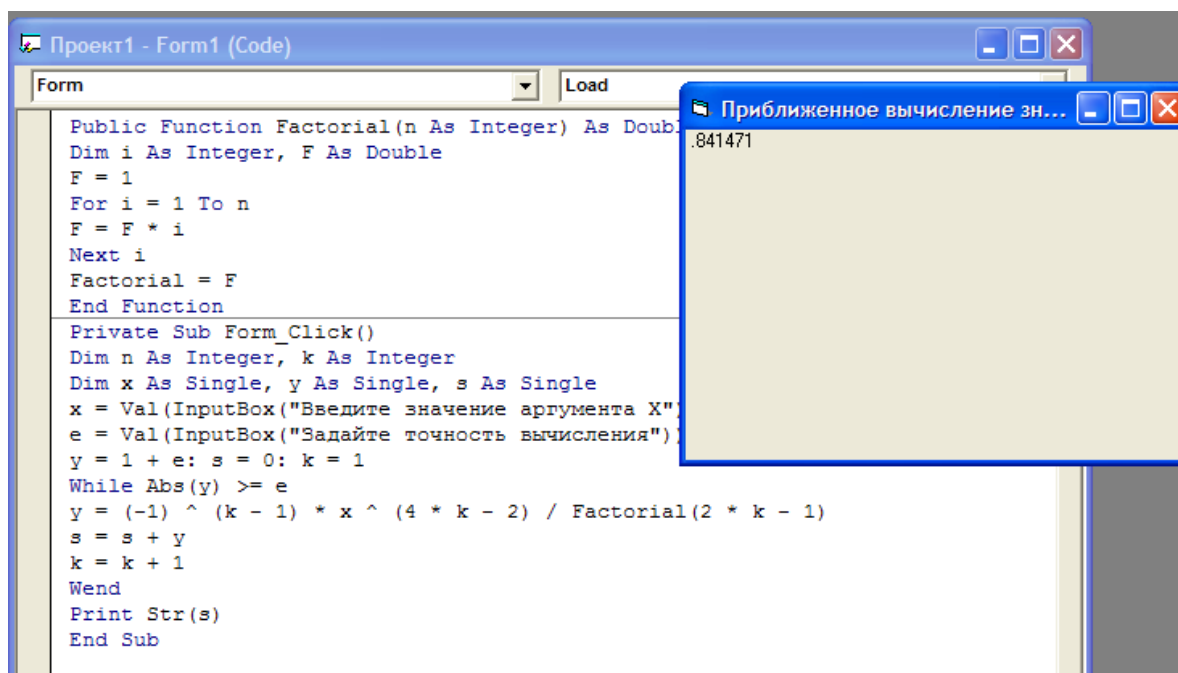 Проект1 - Form1 (Code)
Form
Load
Public Function Factorial(n As Integer) As Doubl
Dim i As Integer, F As Double
F = 1
For i = 1 To n
F = F * i
Next i
Factorial = F
End Function
Private Sub Form_Click()
Dim n As Integer, k As Integer
Dim x As Single, y As Single, s As Single
x = Val(InputBox("Введите значение аргумента X")
e = Val(InputBox("Задайте точность вычисления"))
y = 1 + e: s = 0: k = 1
While Abs(y) >= e
y = (-1) ^ (k - 1) * x ^ (4 * k - 2) / Factorial(2 * k - 1)
s = s + y
k = k + 1
Wend
Print Str(s)
End Sub
Приближенное вычисление зн...
.841471